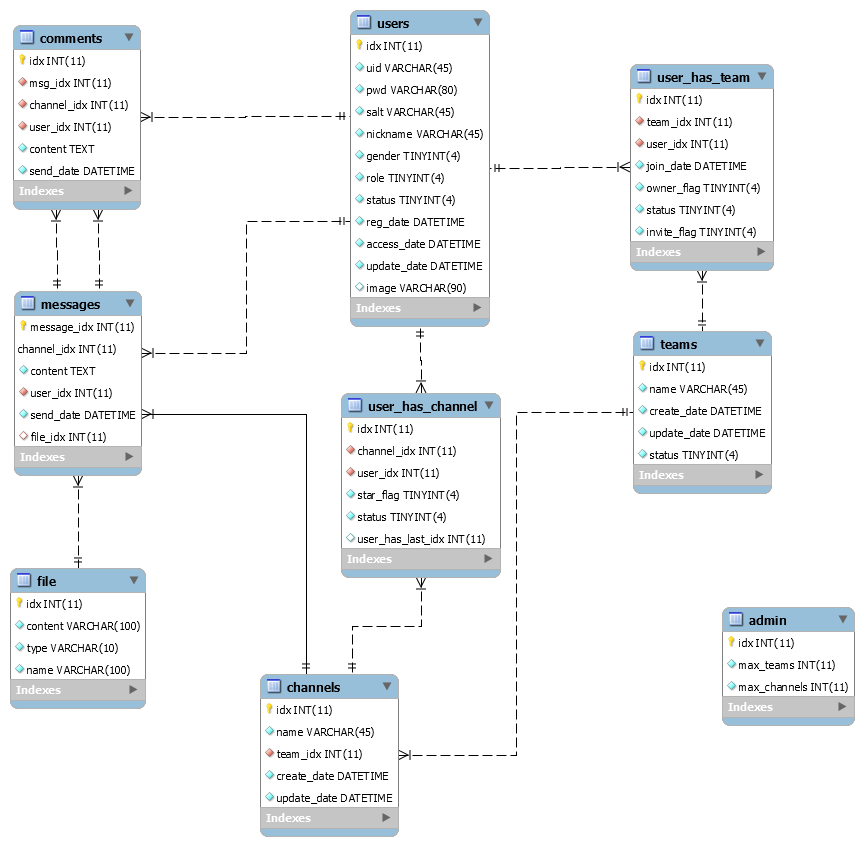 comments
idx INT(11)
msg_idx INT(11)
channel_idx INT(11)
user_idx INT(11)
content TEXT
send_date DATETIME
Indexes
users
idx INT(11)
uid VARCHAR(45)
pwd VARCHAR(80)
salt VARCHAR(45)
nickname VARCHAR(45)
gender TINYINT(4)
role TINYINT(4)
status TINYINT(4)
reg_date DATETIME
access_date DATETIME
update_date DATETIME
image VARCHAR(90)
Indexes
user_has_team
idx INT(11)
team_idx INT(11)
user_idx INT(11)
join_date DATETIME
owner_flag TINYINT(4)
status TINYINT(4)
invite_flag TINYINT(4)
Indexes
messages
message_idx INT(11)
channel_idx INT(11)
content TEXT
user_idx INT(11)
send_date DATETIME
file_idx INT(11)
Indexes
user_has_channel
idx INT(11)
channel_idx INT(11)
user_idx INT(11)
star_flag TINYINT(4)
status TINYINT(4)
user_has_last_idx INT(11)
Indexes
teams
idx INT(11)
name VARCHAR(45)
create_date DATETIME
update_date DATETIME
status TINYINT(4)
Indexes
file
idx INT(11)
content VARCHAR(100)
type VARCHAR(10)
name VARCHAR(100)
Indexes
channels
idx INT(11)
name VARCHAR(45)
team_idx INT(11)
create_date DATETIME
update_date DATETIME
Indexes
admin
idx INT(11)
max_teams INT(11)
max_channels INT(11)
Indexes